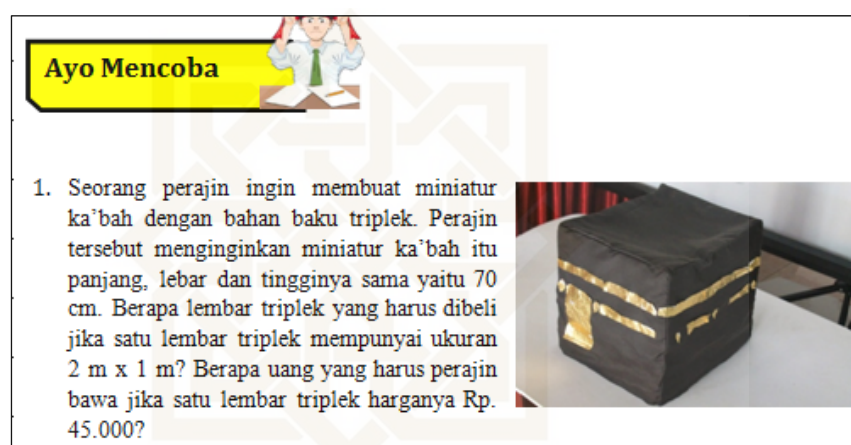 Ayo Mencoba
1. Seorang perajin ingin membuat miniatur
ka'bah dengan bahan baku triplek. Perajin
tersebut menginginkan miniatur ka'bah itu
panjang, lebar dan tingginya sama yaitu 70
cm. Berapa lembar triplek yang harus dibeli
jika satu lembar triplek mempunyai ukuran
2 m x 1 m? Berapa uang yang harus perajin
bawa jika satu lembar triplek harganya Rp.
45.000?